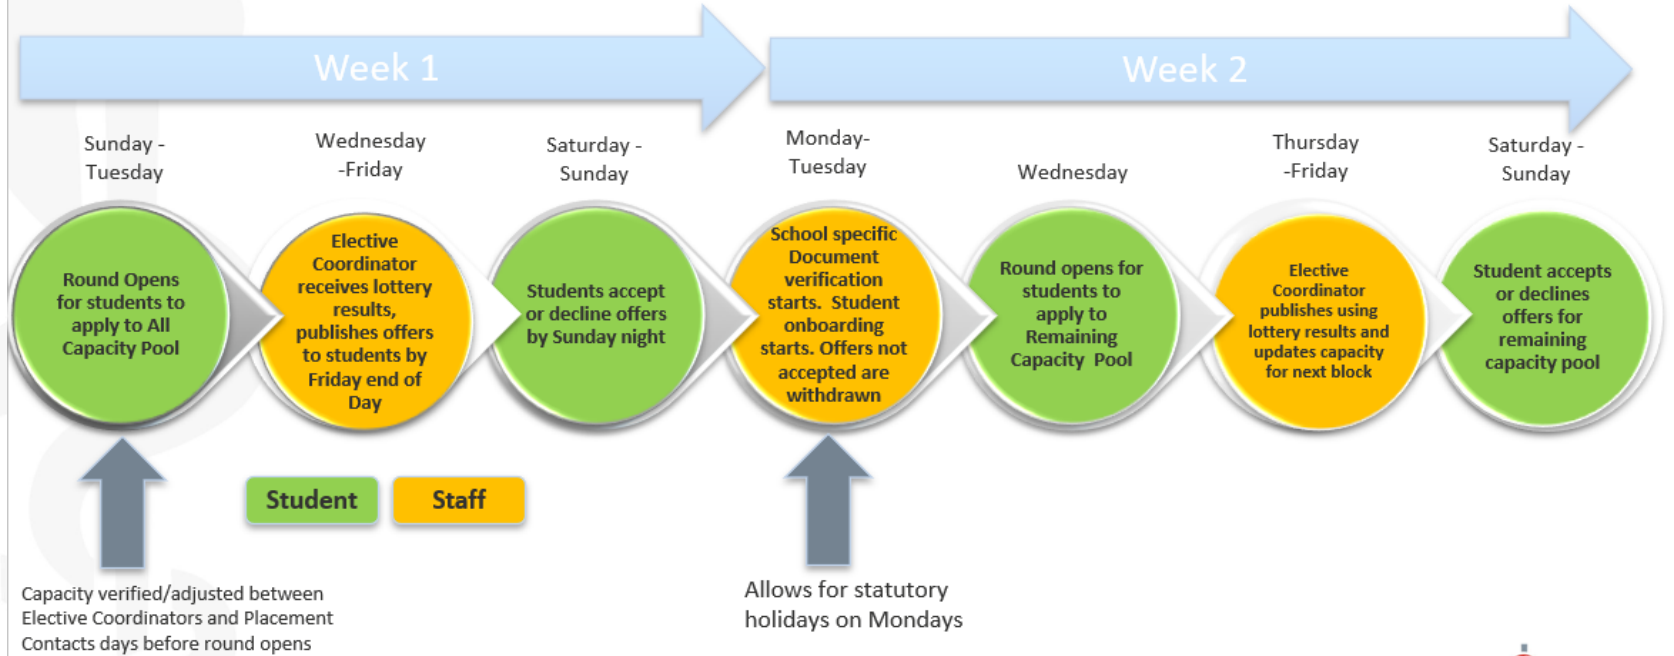 Week 1
Week 2
Sunday -
Tuesday
Wednesday
-Friday
Saturday -
Sunday
Monday-
Tuesday
Wednesday
Thursday
-Friday
Saturday -
Sunday
Round Opens
for students to
apply to All
Capacity Pool
Elective
Coordinator
receives lottery
results,
publishes offers
to students by
Friday end of
Day
Students accept
or decline offers
by Sunday night
School specific
Document
verification
starts. Student
onboarding
starts. Offers not
accepted are
withdrawn
Round opens for
students to
apply to
Remaining
Capacity Pool
Elective
Coordinator
publishes using
lottery results and
updates capacity
for next block
Student accepts
or declines
offers for
remaining
capacity pool
Student
Staff
Capacity verified/adjusted between
Elective Coordinators and Placement
Contacts days before round opens
Allows for statutory
holidays on Mondays